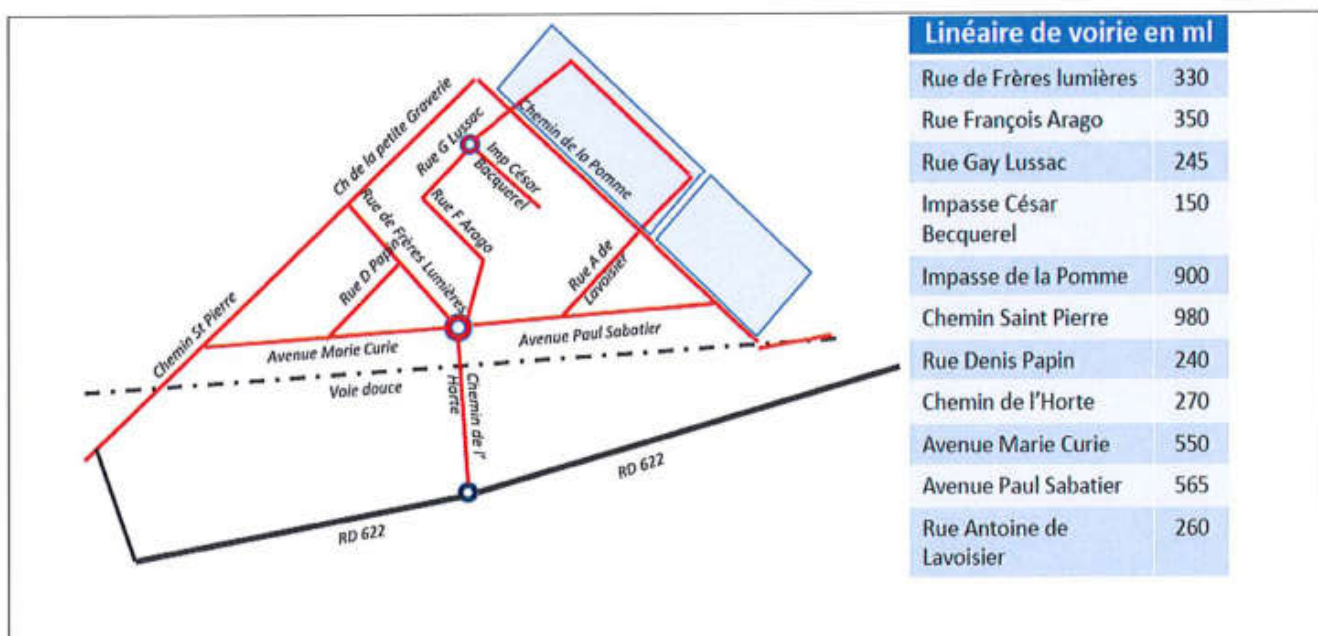 Ch de la petite Graverie
Rue G Lussac
Chemin de la Pomme
Imp César
Bacquerel
Rue de Frères Lumières
Rue F Arago
Rue D Papin
Rue A de
Lavoisier
Chemin St Pierre
Avenue Marie Curie
Avenue Paul Sabatier
Voie douce
Chemin de l'
Horte
RD 622
RD 622
Linéaire de voirie en ml
Rue de Frères lumières 330
Rue François Arago 350
Rue Gay Lussac 245
Impasse César 150
Becquerel
Impasse de la Pomme 900
Chemin Saint Pierre 980
Rue Denis Papin 240
Chemin de l'Horte 270
Avenue Marie Curie 550
Avenue Paul Sabatier 565
Rue Antoine de 260
Lavoisier